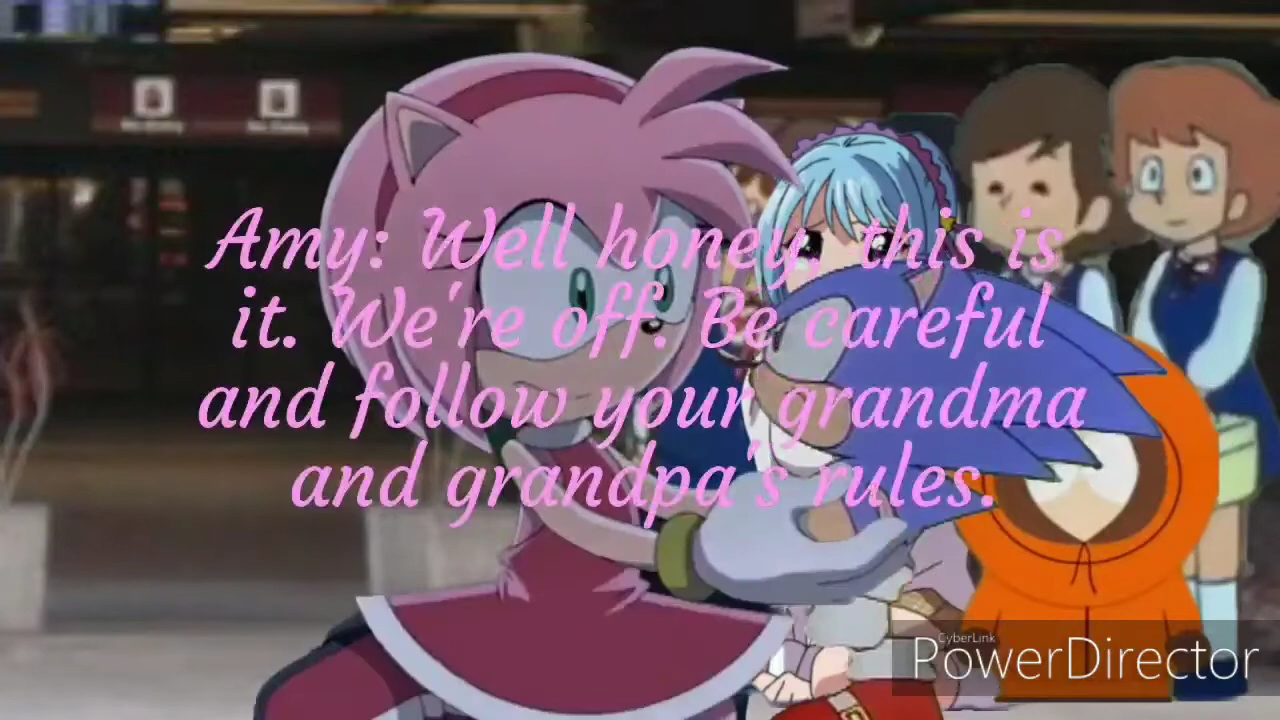 Amy: Well honey, this is
it. We're off. Be careful
and follow your grandma
and grandpa's rules.
CyberLink
PowerDirector